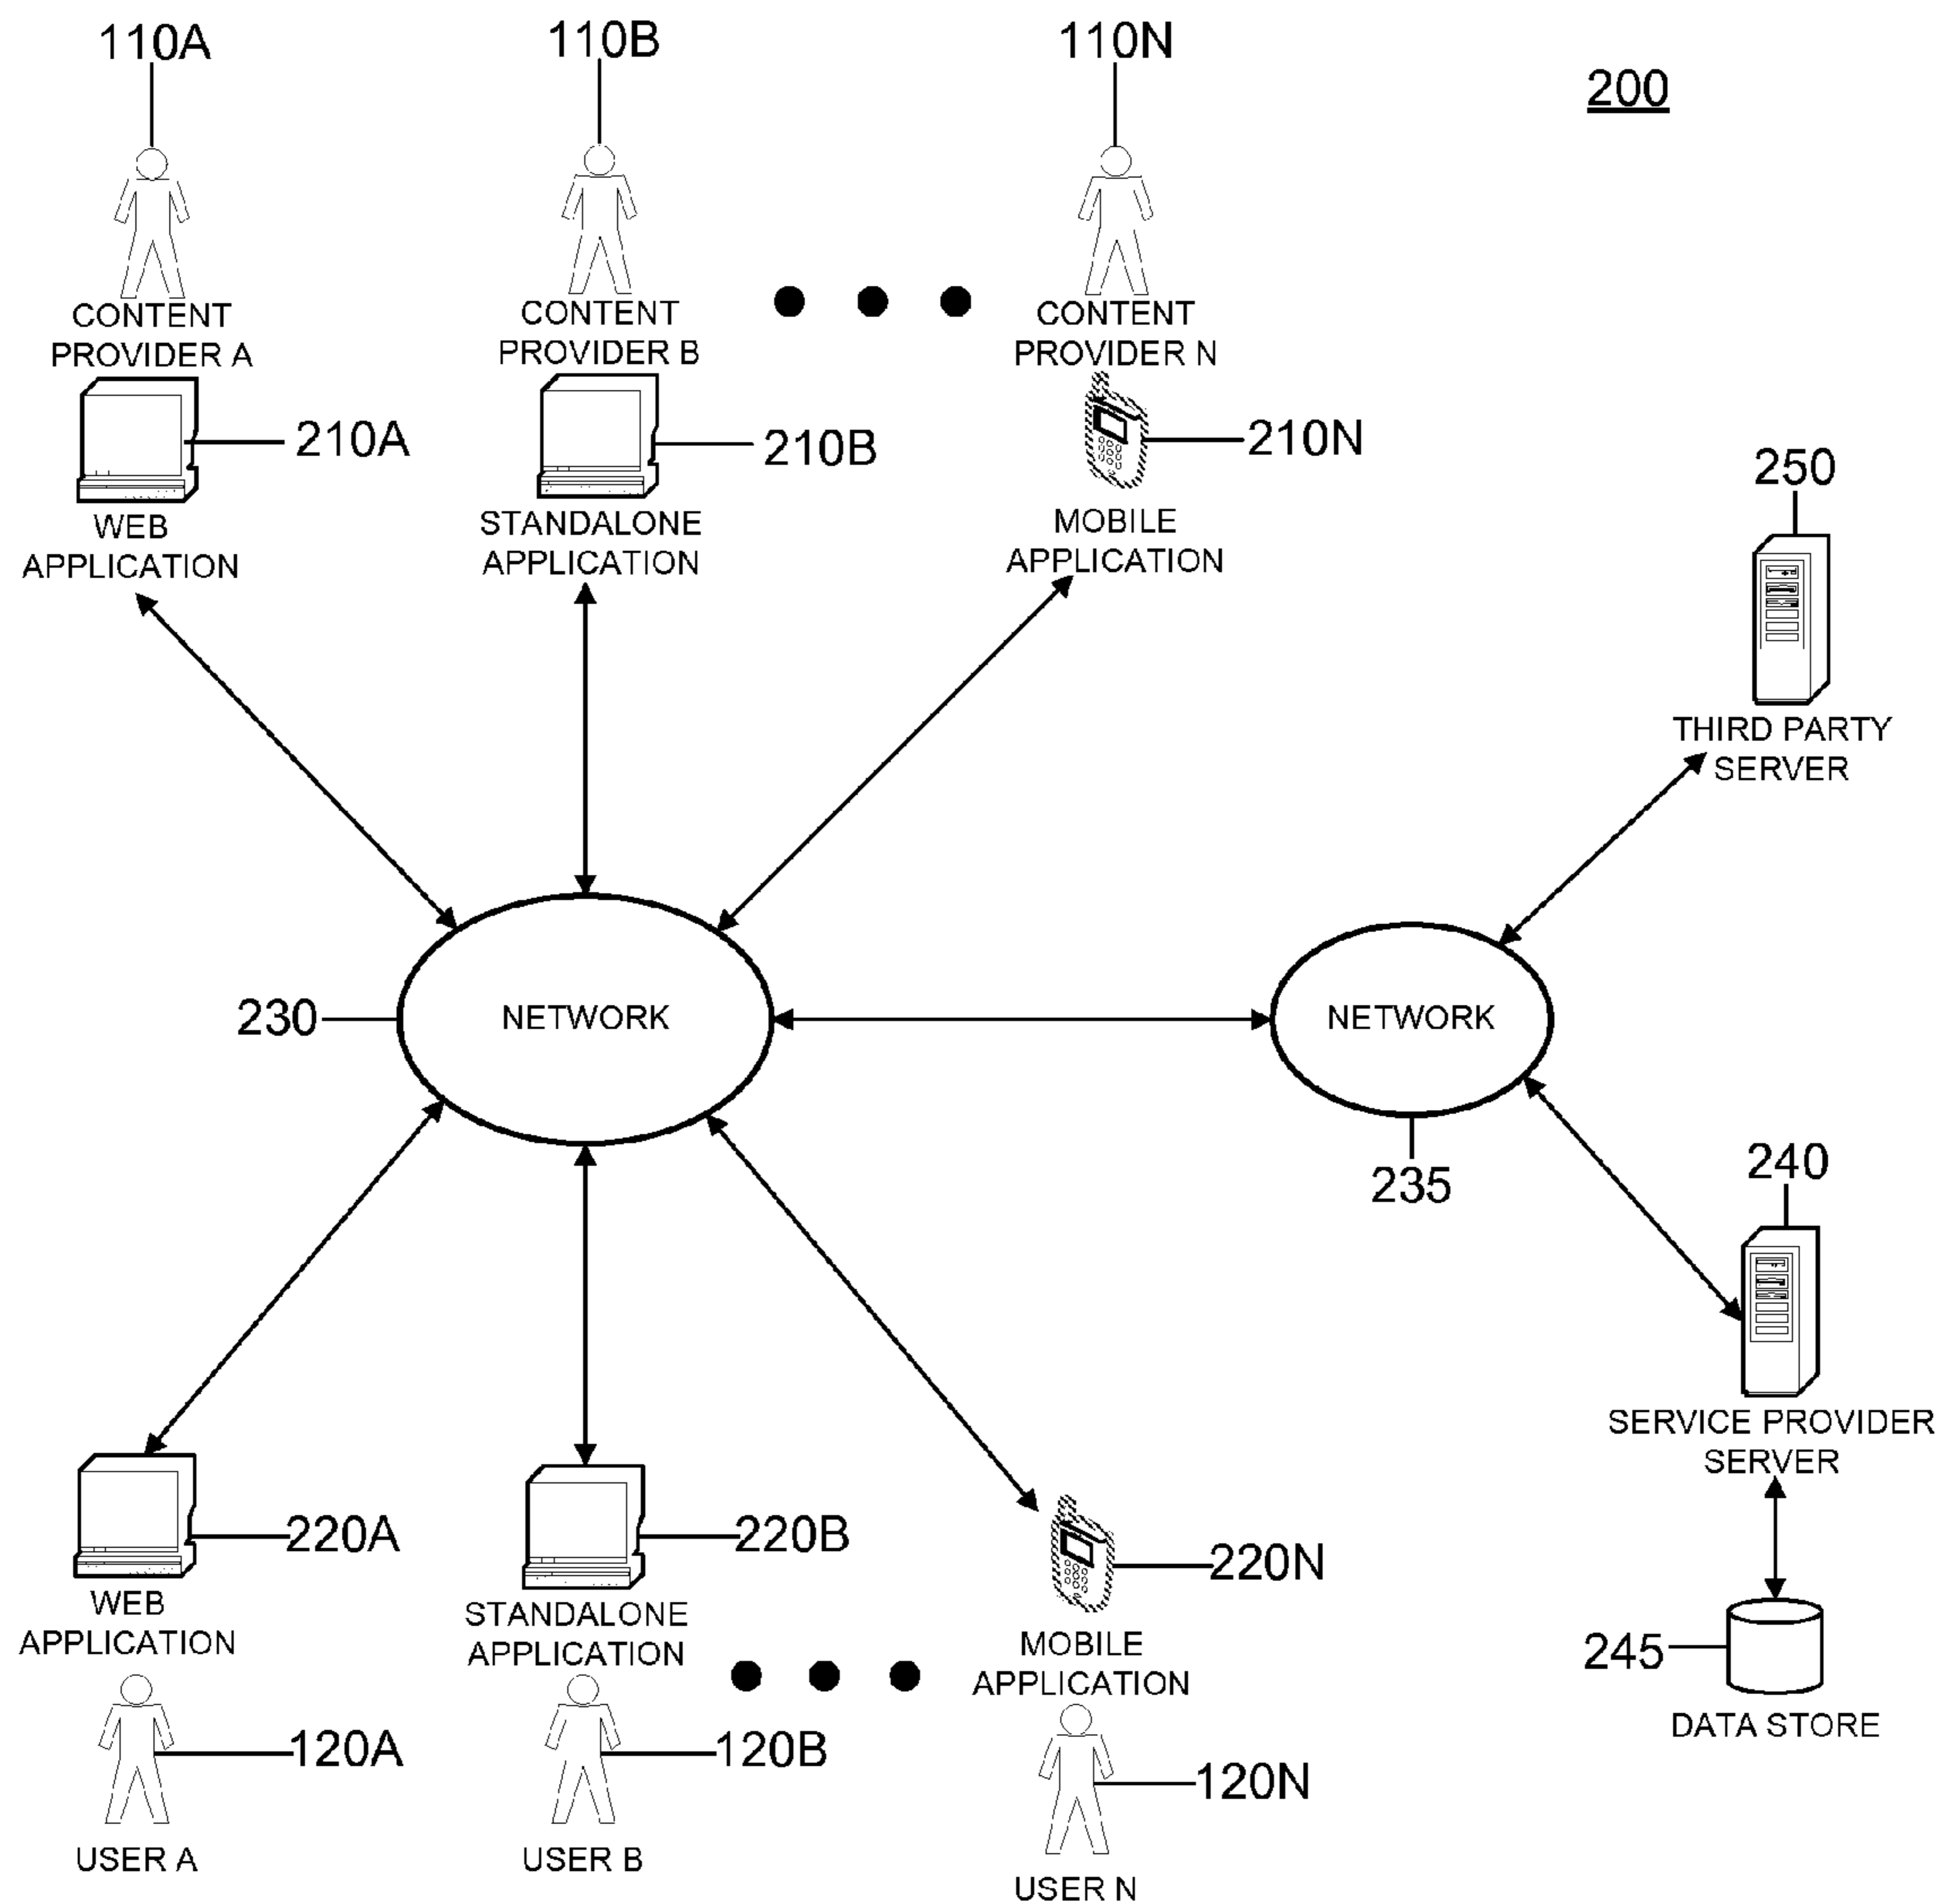 110A
110B
110N
200
CONTENT
PROVIDER A
CONTENT
PROVIDER B
CONTENT
PROVIDER N
210A
210B
210N
250
WEB
APPLICATION
STANDALONE
APPLICATION
MOBILE
APPLICATION
THIRD PARTY
SERVER
230
NETWORK
NETWORK
235
240
SERVICE PROVIDER
SERVER
220A
220B
220N
WEB
APPLICATION
STANDALONE
APPLICATION
MOBILE
APPLICATION
245
DATA STORE
120A
120B
120N
USER A
USER B
USER N